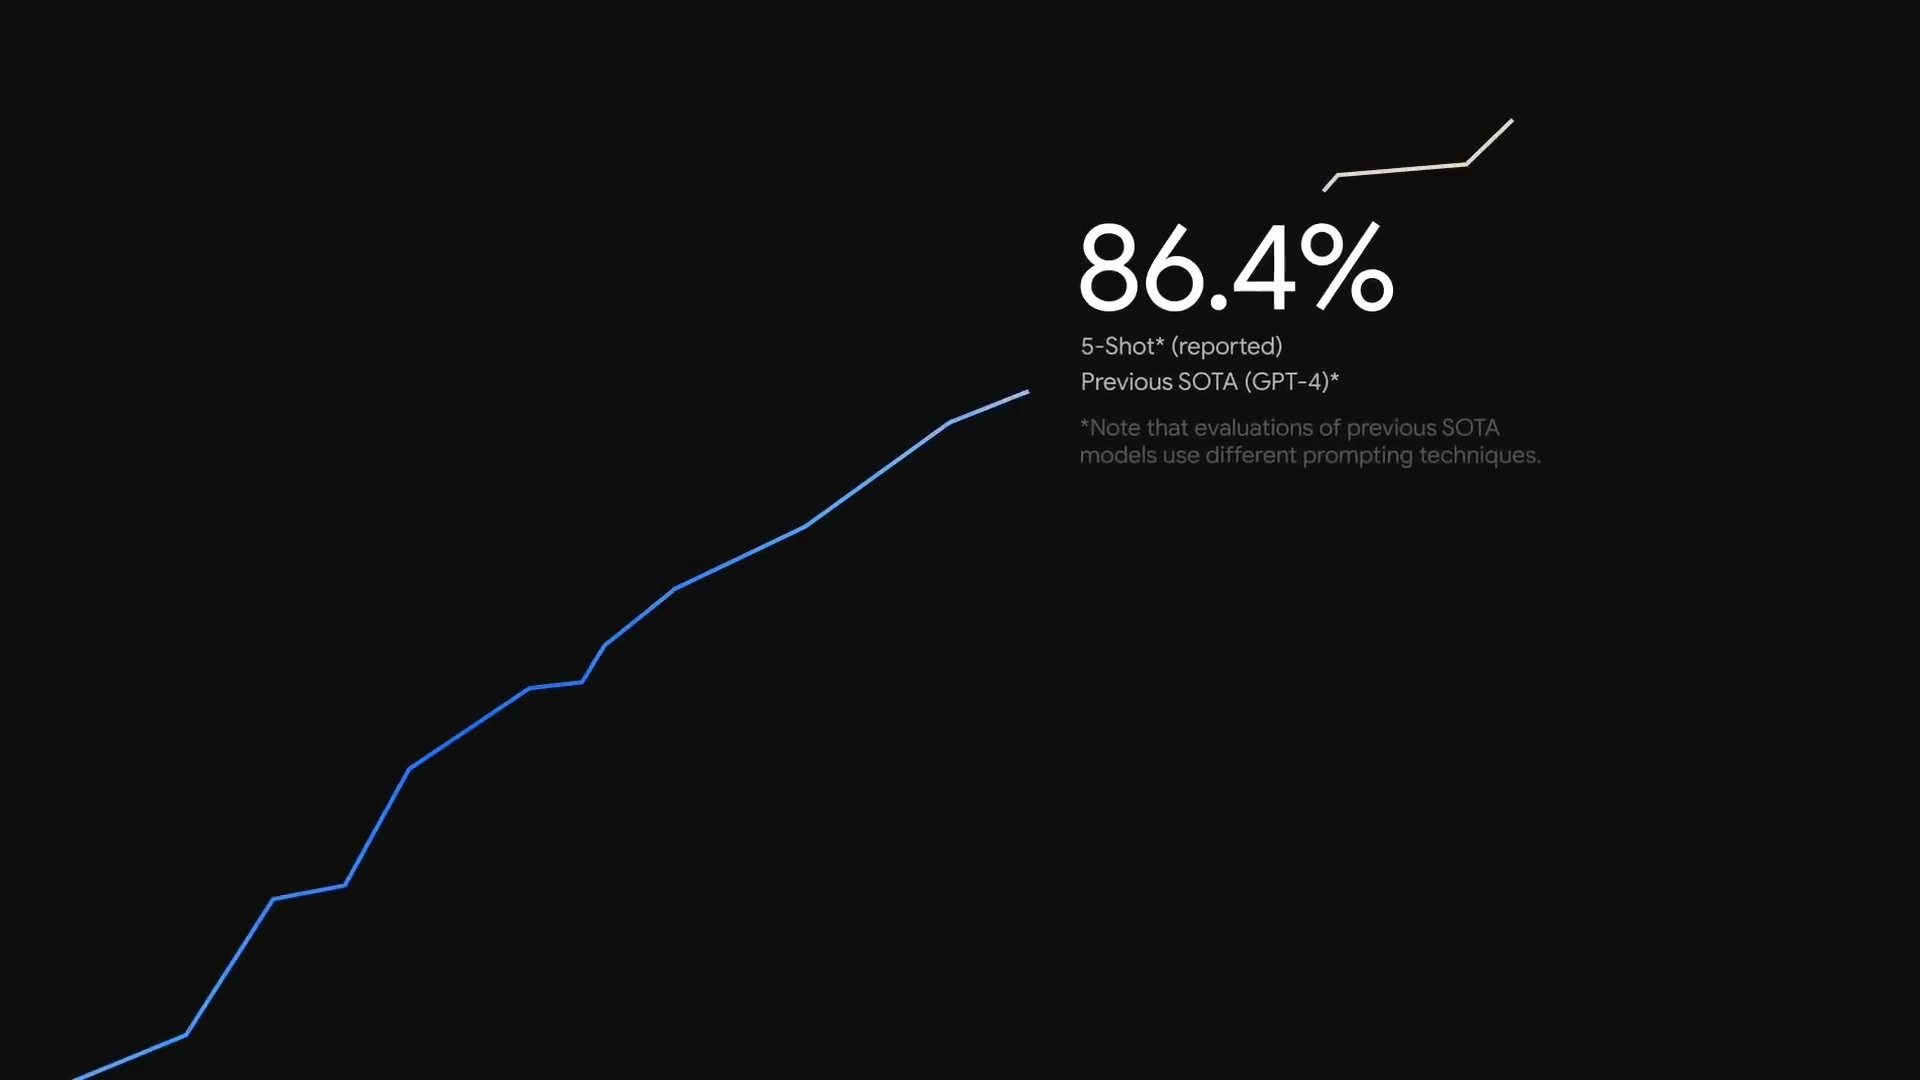 86.4%
5-Shot* (reported)
Previous SOTA (GPT-4)*
*Note that evaluations of previous SOTA
models use different prompting techniques.